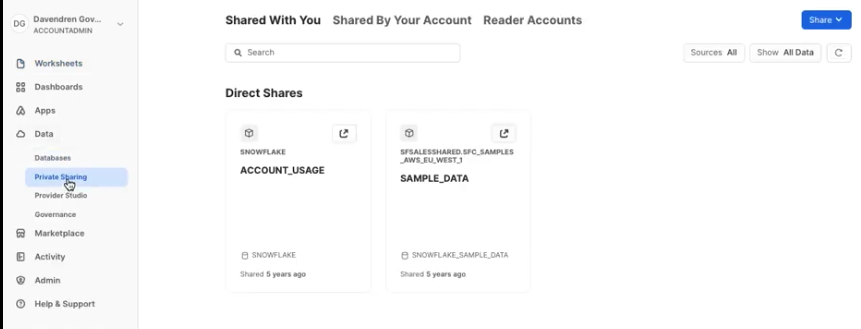 DG
Davendren Gov...
ACCOUNTADMIN
Worksheets
Dashboards
Apps
Data
Databases
Private Sharing
Provider Studio
Governance
Marketplace
Activity
Admin
Help & Support
Shared With You Shared By Your Account Reader Accounts
Share
Search
Sources All
Show All Data
Direct Shares
SNOWFLAKE
ACCOUNT_USAGE
SNOWFLAKE
Shared 5 years ago
SFSALESSHARED.SFC_SAMPLES
_AWS_EU_WEST_1
SAMPLE_DATA
SNOWFLAKE_SAMPLE_DATA
Shared 5 years ago